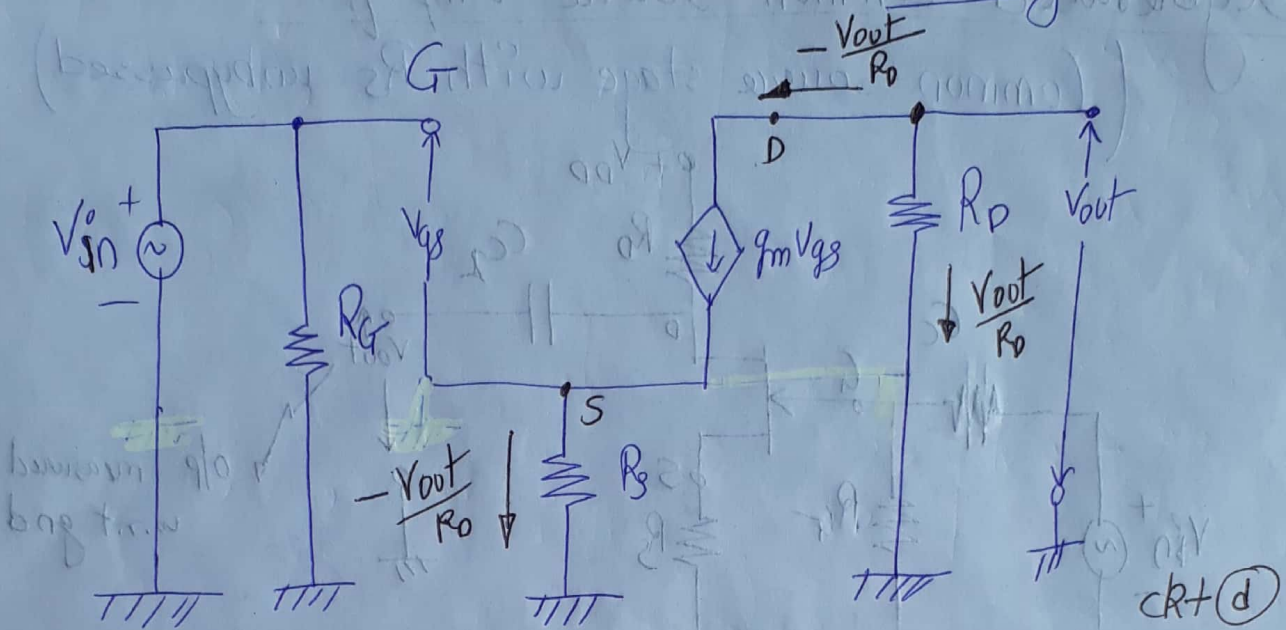 -Vout/RD
G
D
Vin
+
-
Vgs
gmVgs
RD
Vout
RG
Vout/RD
S
-Vout/RD
RS
ckt (d)